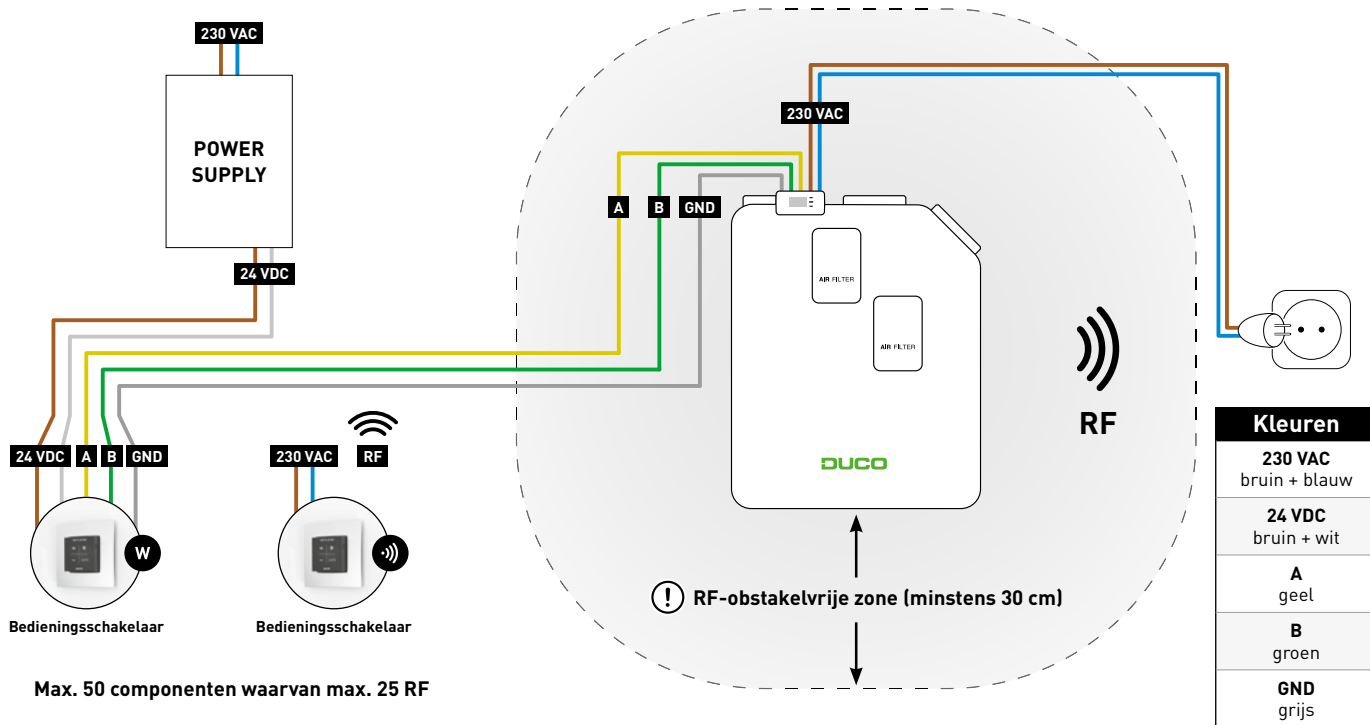 230 VAC
POWER
SUPPLY
24 VDC
24 VDC
A
B
GND
W
Bedieningsschakelaar
230 VAC
RF
Bedieningsschakelaar
Max. 50 componenten waarvan max. 25 RF
230 VAC
A
B
GND
AIR FILTER
AIR FILTER
DUCO
RF
RF-obstakelvrije zone (minstens 30 cm)
Kleuren
230 VAC
bruin + blauw
24 VDC
bruin + wit
A
geel
B
groen
GND
grijs